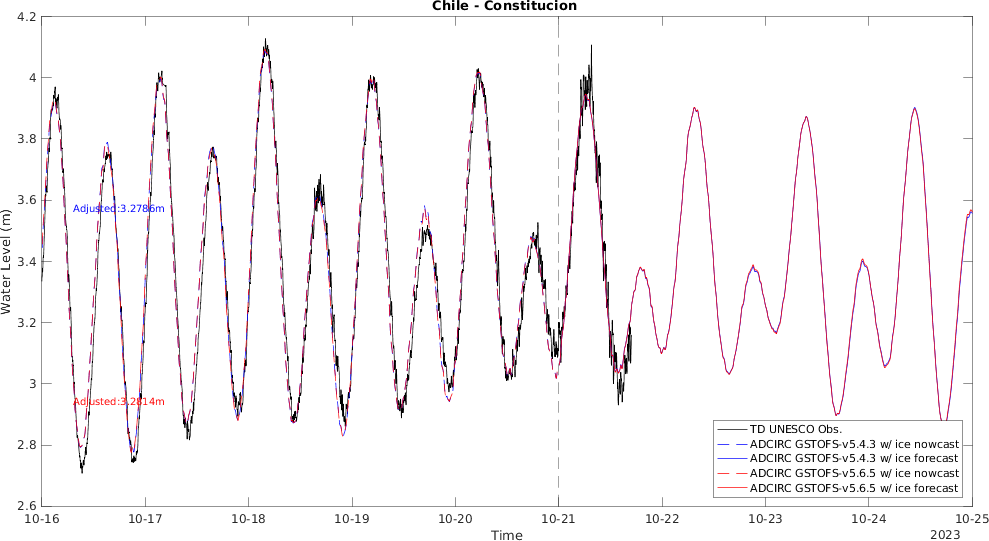 Chile - Constitucion
4.2
4
3.8
3.6
3.4
3.2
3
2.8
2.6
Water Level (m)
Adjusted:3.2786m
Adjusted:3.2814m
TD UNESCO Obs.
ADCIRC GSTOFS-v5.4.3 w/ ice nowcast
ADCIRC GSTOFS-v5.4.3 w/ ice forecast
ADCIRC GSTOFS-v5.6.5 w/ ice nowcast
ADCIRC GSTOFS-v5.6.5 w/ ice forecast
10-16 10-17 10-18 10-19 10-20 10-21 10-22 10-23 10-24 10-25
Time
2023